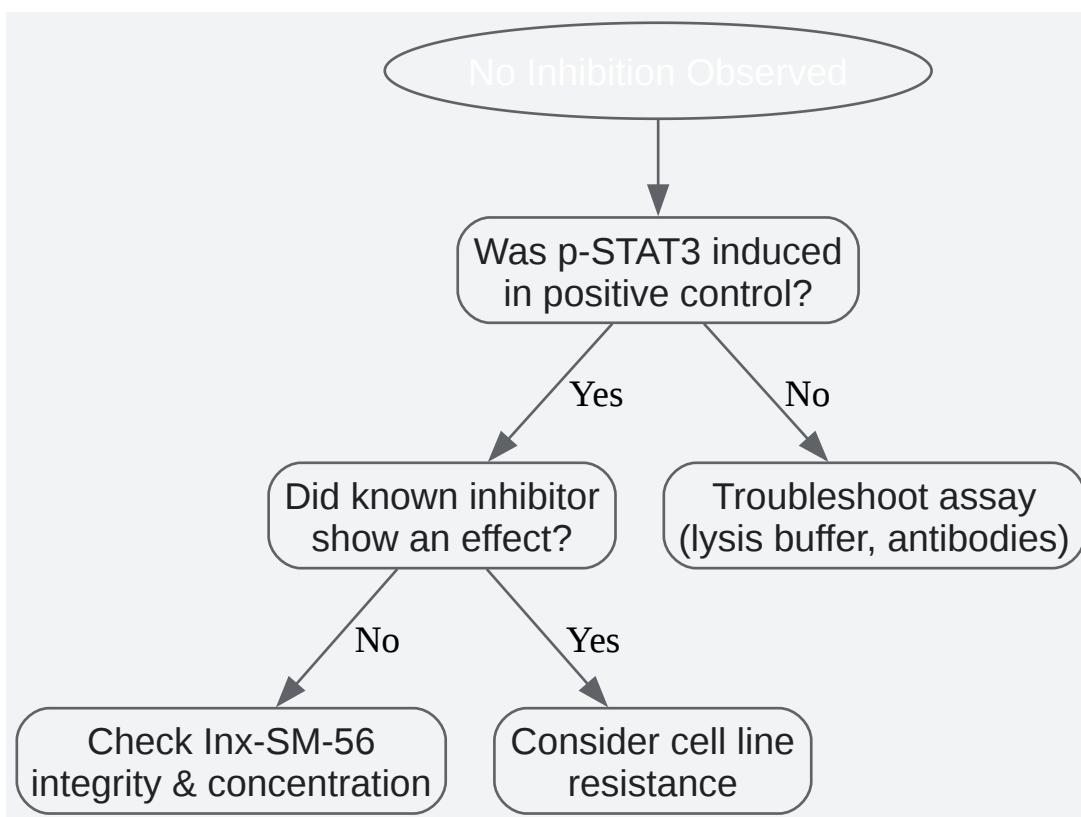 No Inhibition Observed
Was p-STAT3 induced
in positive control?
Yes
No
Did known inhibitor
show an effect?
Troubleshoot assay
(lysis buffer, antibodies)
No
Yes
Check Inx-SM-56
integrity & concentration
Consider cell line
resistance